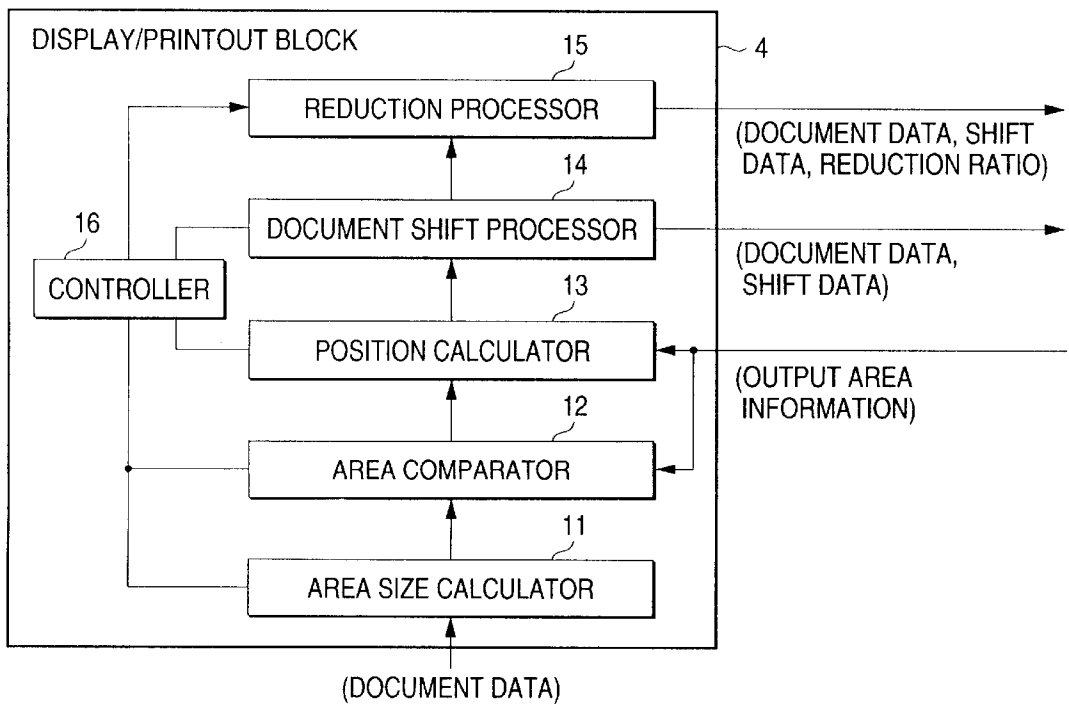 DISPLAY/PRINTOUT BLOCK
4
15
REDUCTION PROCESSOR
(DOCUMENT DATA, SHIFT
DATA, REDUCTION RATIO)
14
DOCUMENT SHIFT PROCESSOR
(DOCUMENT DATA,
SHIFT DATA)
16
CONTROLLER
13
POSITION CALCULATOR
(OUTPUT AREA
INFORMATION)
12
AREA COMPARATOR
11
AREA SIZE CALCULATOR
(DOCUMENT DATA)